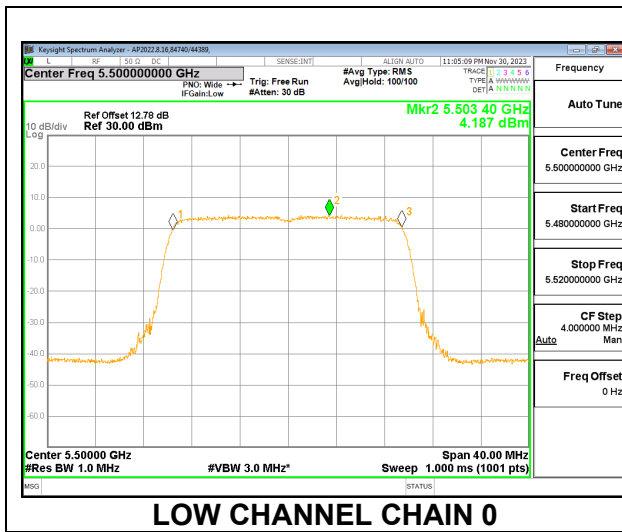 Keysight Spectrum Analyzer - AP2022.8.16,84740/44389,
L RF 50 Ω DC SENSE:INT ALIGN AUTO 11:05:09 PM Nov 30, 2023
Center Freq 5.500000000 GHz
PNO: Wide
IFGain:Low
Trig: Free Run
#Atten: 30 dB
#Avg Type: RMS
Avg|Hold: 100/100
TRACE 1 2 3 4 5 6
TYPE A WWWWW
DET A N N N N N
Frequency
Auto Tune
Center Freq
5.500000000 GHz
Start Freq
5.480000000 GHz
Stop Freq
5.520000000 GHz
CF Step
4.000000 MHz
Auto Man
Freq Offset
0 Hz
Mkr2 5.503 40 GHz
4.187 dBm
Ref Offset 12.78 dB
10 dB/div Ref 30.00 dBm
Log
20.0
10.0
0.00
-10.0
-20.0
-30.0
-40.0
-50.0
-60.0
1
2
3
Center 5.50000 GHz Span 40.00 MHz
#Res BW 1.0 MHz #VBW 3.0 MHz* Sweep 1.000 ms (1001 pts)
MSG STATUS
LOW CHANNEL CHAIN 0